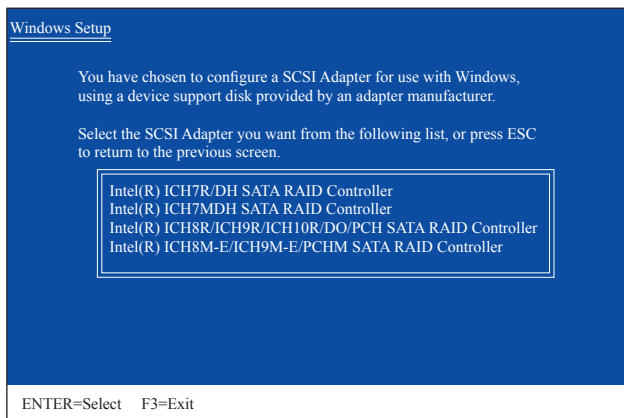 Windows Setup
You have chosen to configure a SCSI Adapter for use with Windows,
using a device support disk provided by an adapter manufacturer.
Select the SCSI Adapter you want from the following list, or press ESC
to return to the previous screen.
Intel(R) ICH7R/DH SATA RAID Controller
Intel(R) ICH7MDH SATA RAID Controller
Intel(R) ICH8R/ICH9R/ICH10R/DO/PCH SATA RAID Controller
Intel(R) ICH8M-E/ICH9M-E/PCHM SATA RAID Controller
ENTER=Select F3=Exit